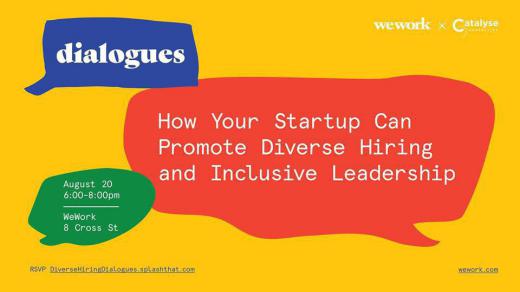 wework × Catalyse
dialogues
How Your Startup Can
Promote Diverse Hiring
and Inclusive Leadership
August 20
6:00-8:00pm
WeWork
8 Cross St
RSVP DiverseHiringDialogues.splashthat.com
wework.com